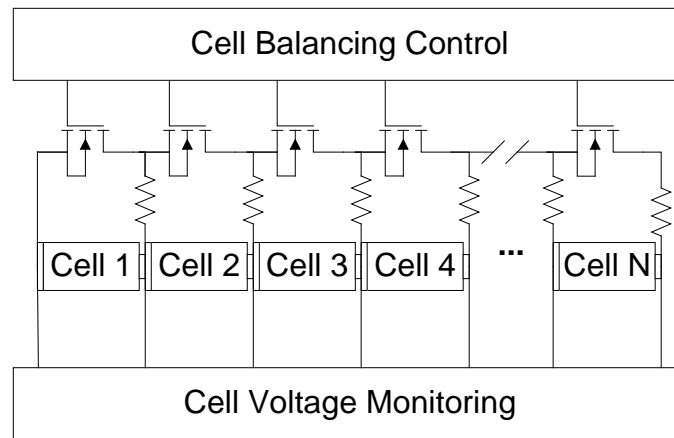 Cell Balancing Control
Cell 1 Cell 2 Cell 3 Cell 4 ... Cell N
Cell Voltage Monitoring